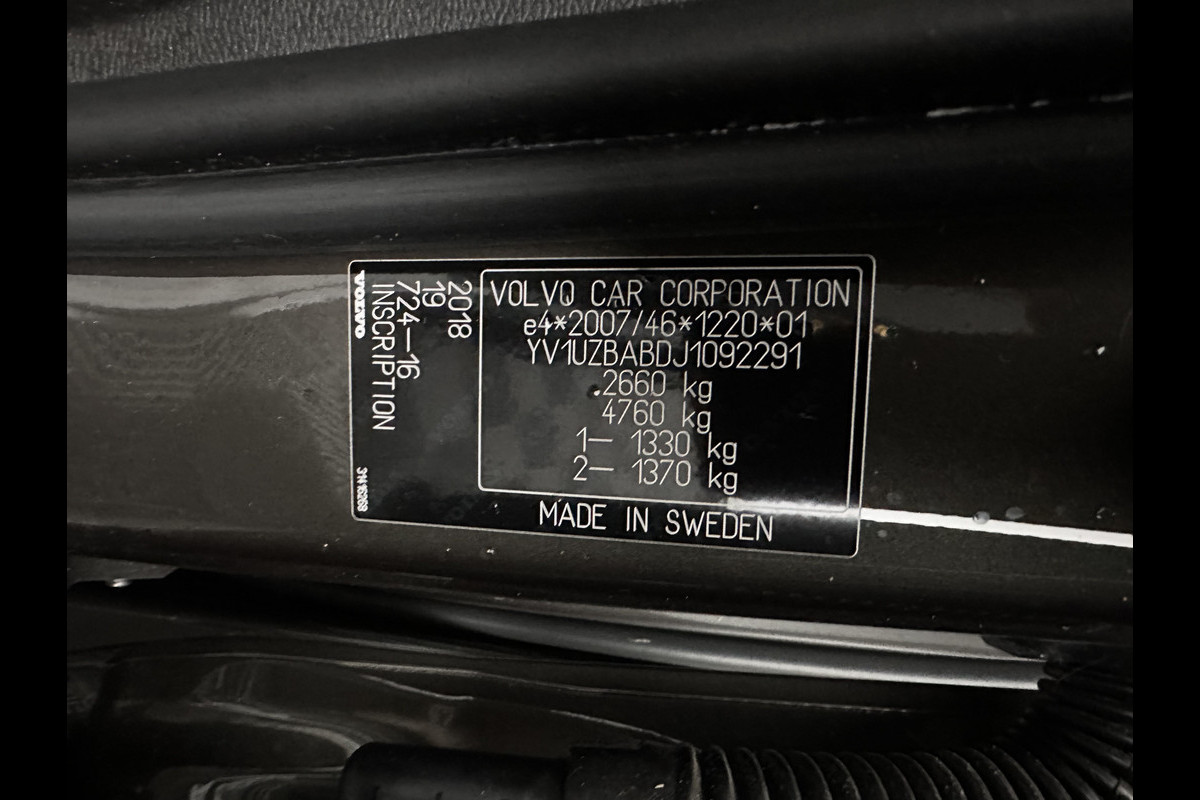 VOLVO CAR CORPORATION
e4*2007/46*1220*01
YV1UZBABDJ1092291
2660 kg
4760 kg
1– 1330 kg
2– 1370 kg
MADE IN SWEDEN
2018
19
724–16
INSCRIPTION
VOLVO